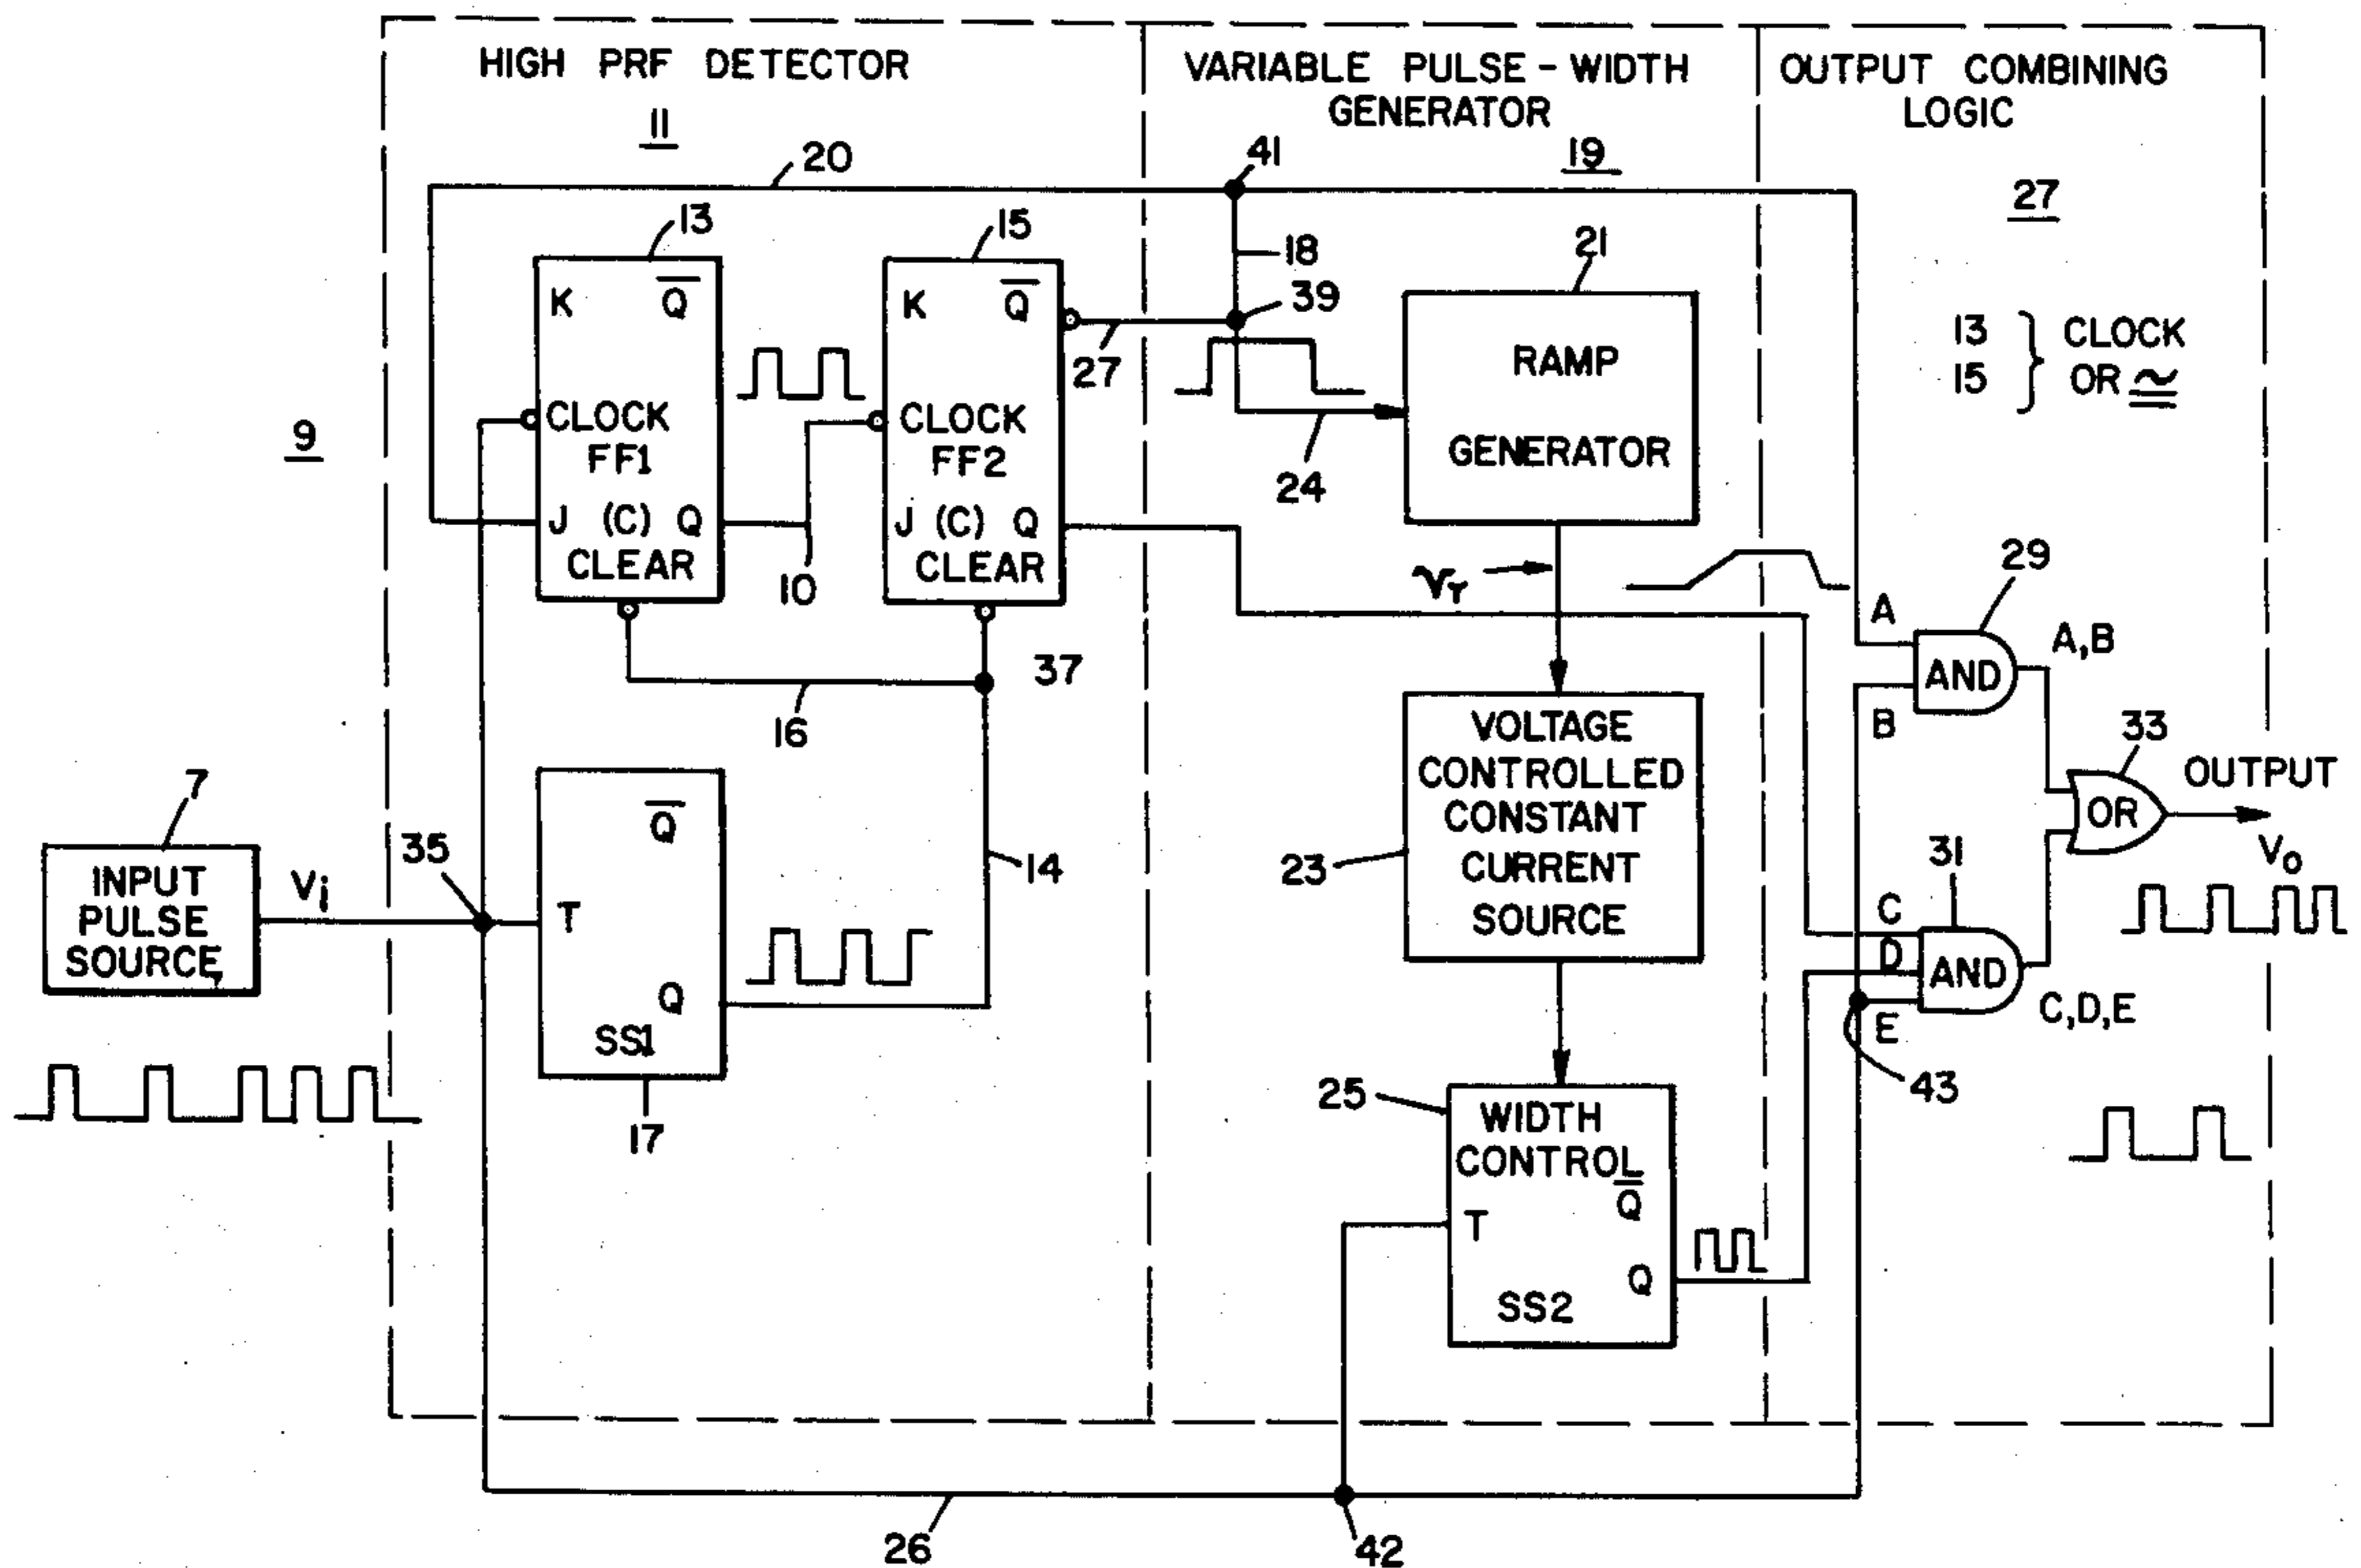 HIGH PRF DETECTOR
11
VARIABLE PULSE-WIDTH
GENERATOR
19
OUTPUT COMBINING
LOGIC
27
20
41
13
15
18
21
39
K Q̅
CLOCK
FF1
J (C) Q
CLEAR
K Q̅
CLOCK
FF2
J (C) Q
CLEAR
27
24
RAMP
GENERATOR
13
15
CLOCK
OR ≅
9
10
16
37
14
29
A
B
AND
A,B
7
INPUT
PULSE
SOURCE
Vi
35
T
Q̅
Q
SS1
17
VOLTAGE
CONTROLLED
CONSTANT
CURRENT
SOURCE
23
33
OR
OUTPUT
Vo
31
C
D
E
AND
C,D,E
43
25
WIDTH
CONTROL
Q̅
T
Q
SS2
26
42